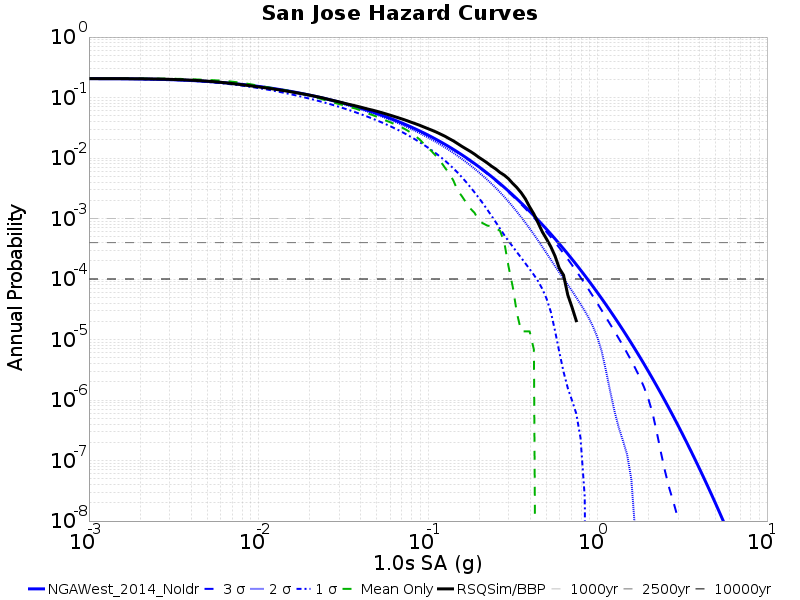 San Jose Hazard Curves
10^0
10^-1
10^-2
10^-3
10^-4
10^-5
10^-6
10^-7
10^-8
Annual Probability
10^-3 10^-2 10^-1 10^0 10^1
1.0s SA (g)
NGAWest_2014_NoIdr 3 σ 2 σ 1 σ Mean Only RSQSim/BBP 1000yr 2500yr 10000yr